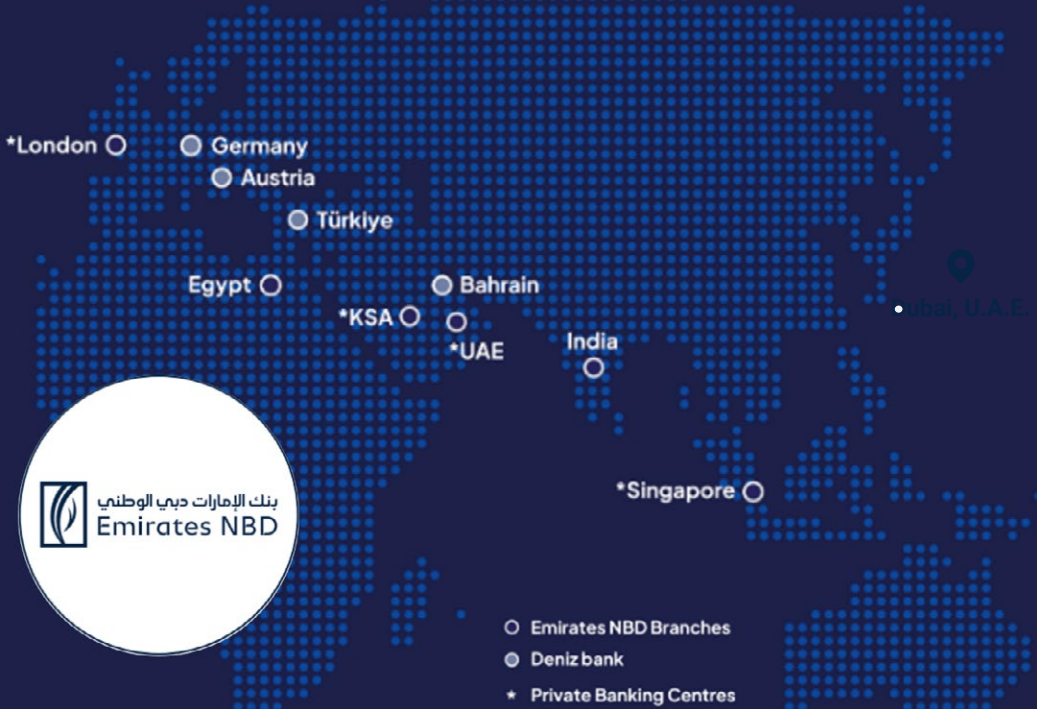 *London
Germany
Austria
Türkiye
Egypt
Bahrain
*KSA
*UAE
India
Dubai, U.A.E.
*Singapore
بنك الإمارات دبي الوطني
Emirates NBD
Emirates NBD Branches
Deniz bank
* Private Banking Centres